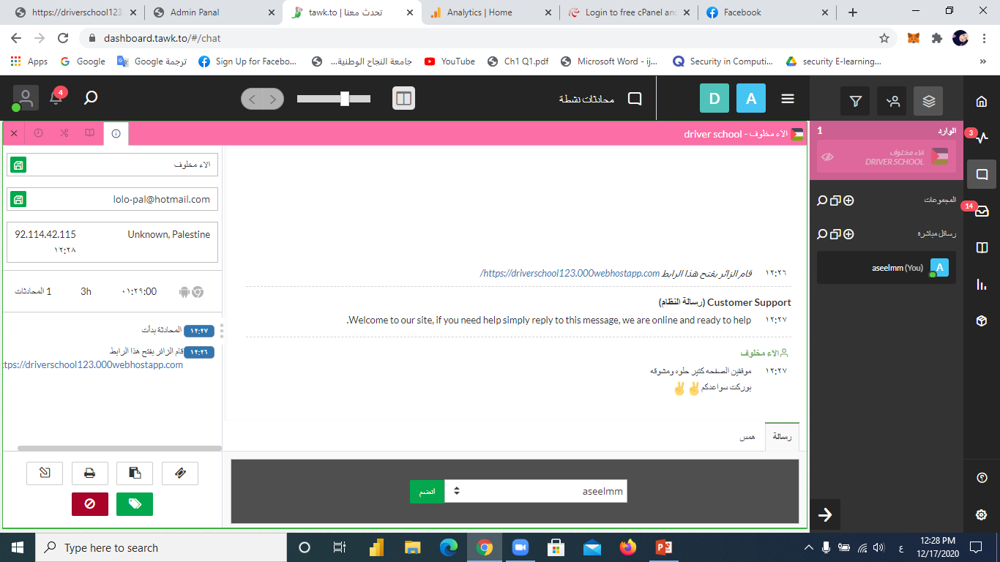 https://driverschool123.
Admin Panal
tawk.to | تحدث معنا
Analytics | Home
Login to free cPanel and
Facebook
dashboard.tawk.to/#/chat
Apps
Google
Google ترجمة
Sign Up for Facebo...
جامعة النجاح الوطنية...
YouTube
Ch1 Q1.pdf
Microsoft Word - ij...
Security in Computi...
security E-learning...
»
4
محادثات نشطة
D
A
driver school - الاء مخلوف
1
الوارد
الاء مخلوف
DRIVER SCHOOL
3
14
المجموعات
رسائل مباشرة
aseelmm (You)
A
الاء مخلوف
lolo-pal@hotmail.com
92.114.42.115
Unknown, Palestine
١٢:٢٨
1 المحادثات
3h
٠١:٢٩:00
١٢:٢٧ المحادثة بدأت
١٢:٢٦ قام الزائر بفتح هذا الرابط
ttps://driverschool123.000webhostapp.com
١٢:٢٦ قام الزائر بفتح هذا الرابط https://driverschool123.000webhostapp.com/
Customer Support (رسالة النظام)
١٢:٢٧ Welcome to our site, if you need help simply reply to this message, we are online and ready to help.
الاء مخلوف
١٢:٢٧ موفقين الصفحه كتير حلوه ومشوقه
بوركت سواعدكم✌✌
رسالة
همس
aseelmm
انضم
Type here to search
ع
12:28 PM
12/17/2020